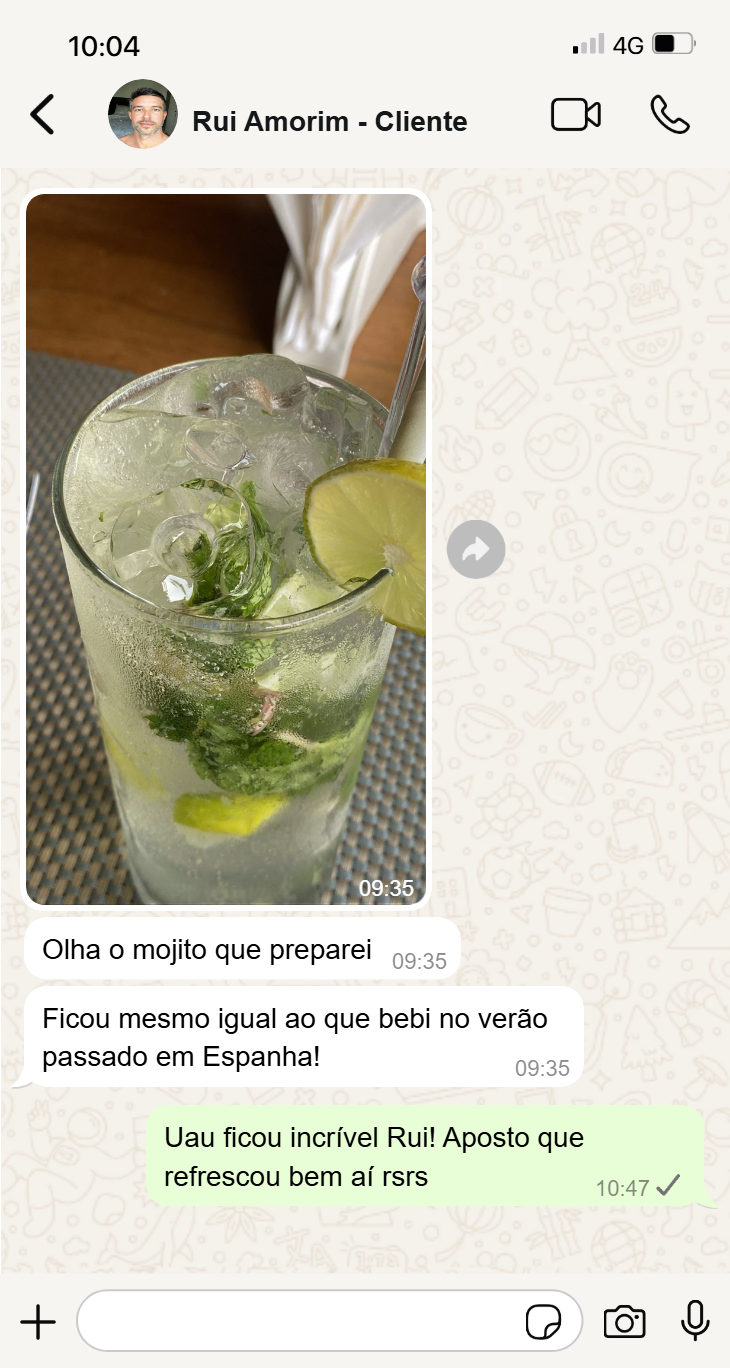 10:04
4G
Rui Amorim - Cliente
09:35
Olha o mojito que preparei
09:35
Ficou mesmo igual ao que bebi no verão
passado em Espanha!
09:35
Uau ficou incrível Rui! Aposto que
refrescou bem aí rsrs
10:47